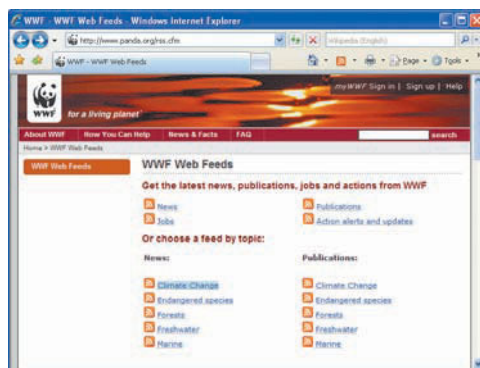 WWF - WWF Web Feeds - Windows Internet Explorer
http://www.panda.org/rss.cfm
Wikipedia (English)
WWF - WWF Web Feeds
Page
Tools
myWWF Sign in | Sign up | Help
WWF
for a living planet
About WWF How You Can Help News & Facts FAQ search
Home > WWF Web Feeds
WWF Web Feeds
WWF Web Feeds
Get the latest news, publications, jobs and actions from WWF
News
Publications
Jobs
Action alerts and updates
Or choose a feed by topic:
News:
Publications:
Climate Change
Climate Change
Endangered species
Endangered species
Forests
Forests
Freshwater
Freshwater
Marine
Marine